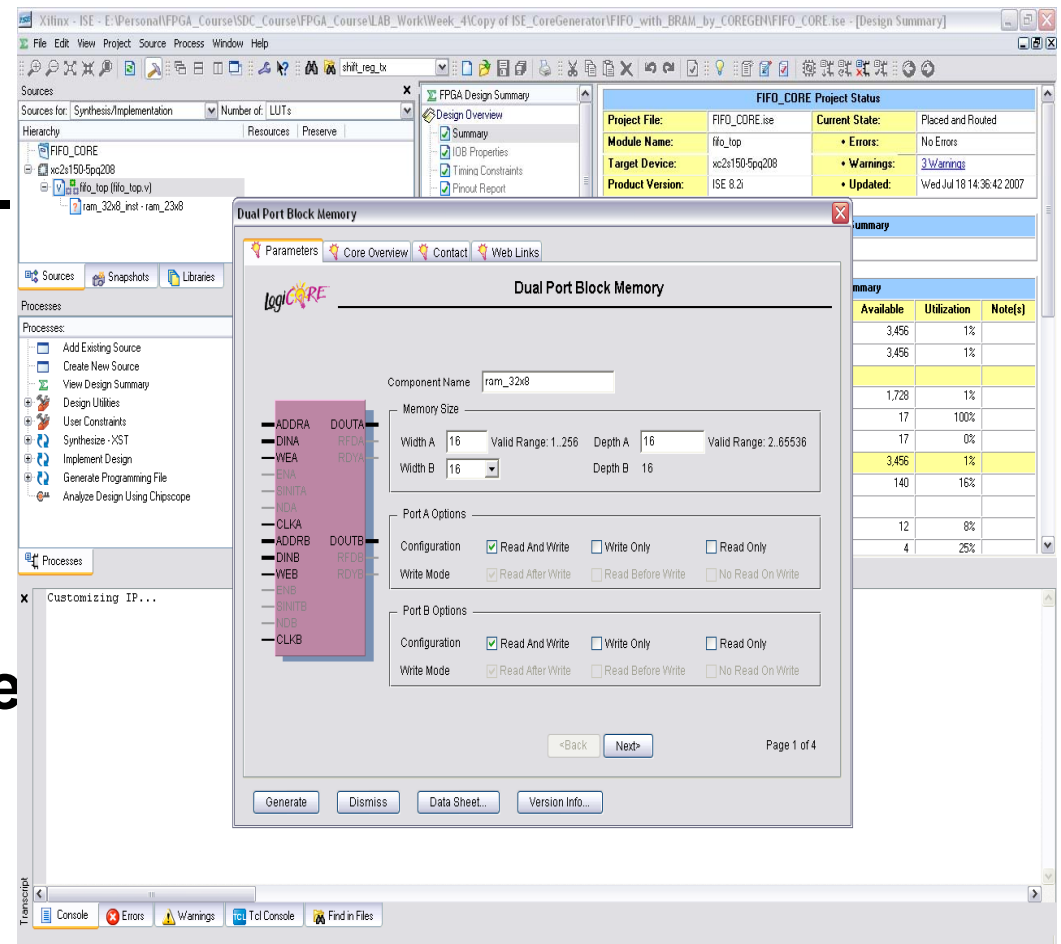 Xilinx - ISE - E:\Personal\FPGA_Course\SDC_Course\FPGA_Course\LAB_Work\Week_4\Copy of ISE_CoreGenerator\FIFO_with_BRAM_by_COREGEN\FIFO_CORE.ise - [Design Summary]
File Edit View Project Source Process Window Help
shift_reg_tx
Sources
Sources for: Synthesis/Implementation Number of: LUTs
Hierarchy Resources Preserve
FIFO_CORE
xc2s150-5pq208
fifo_top (fifo_top.v)
ram_32x8_inst - ram_23x8
Sources Snapshots Libraries
Processes
Processes:
Add Existing Source
Create New Source
View Design Summary
Design Utilities
User Constraints
Synthesize - XST
Implement Design
Generate Programming File
Analyze Design Using Chipscope
Processes
FPGA Design Summary
Design Overview
Summary
IOB Properties
Timing Constraints
Pinout Report
FIFO_CORE Project Status
Project File: FIFO_CORE.ise Current State: Placed and Routed
Module Name: fifo_top • Errors: No Errors
Target Device: xc2s150-5pq208 • Warnings: 3 Warnings
Product Version: ISE 8.2i • Updated: Wed Jul 18 14:36:42 2007
ummary
mmary
Available Utilization Note(s)
3,456 1%
3,456 1%
1,728 1%
17 100%
17 0%
3,456 1%
140 16%
12 8%
4 25%
Dual Port Block Memory
Parameters Core Overview Contact Web Links
LogiCORE
Dual Port Block Memory
Component Name ram_32x8
Memory Size
Width A 16 Valid Range: 1..256 Depth A 16 Valid Range: 2..65536
Width B 16 Depth B 16
Port A Options
Configuration Read And Write Write Only Read Only
Write Mode Read After Write Read Before Write No Read On Write
Port B Options
Configuration Read And Write Write Only Read Only
Write Mode Read After Write Read Before Write No Read On Write
ADDRA DOUTA
DINA RFDA
WEA RDYA
ENA
SINITA
NDA
CLKA
ADDRB DOUTB
DINB RFDB
WEB RDYB
ENB
SINITB
NDB
CLKB
<Back Next> Page 1 of 4
Generate Dismiss Data Sheet... Version Info...
Customizing IP...
e
Transcript
Console Errors Warnings Tcl Console Find in Files